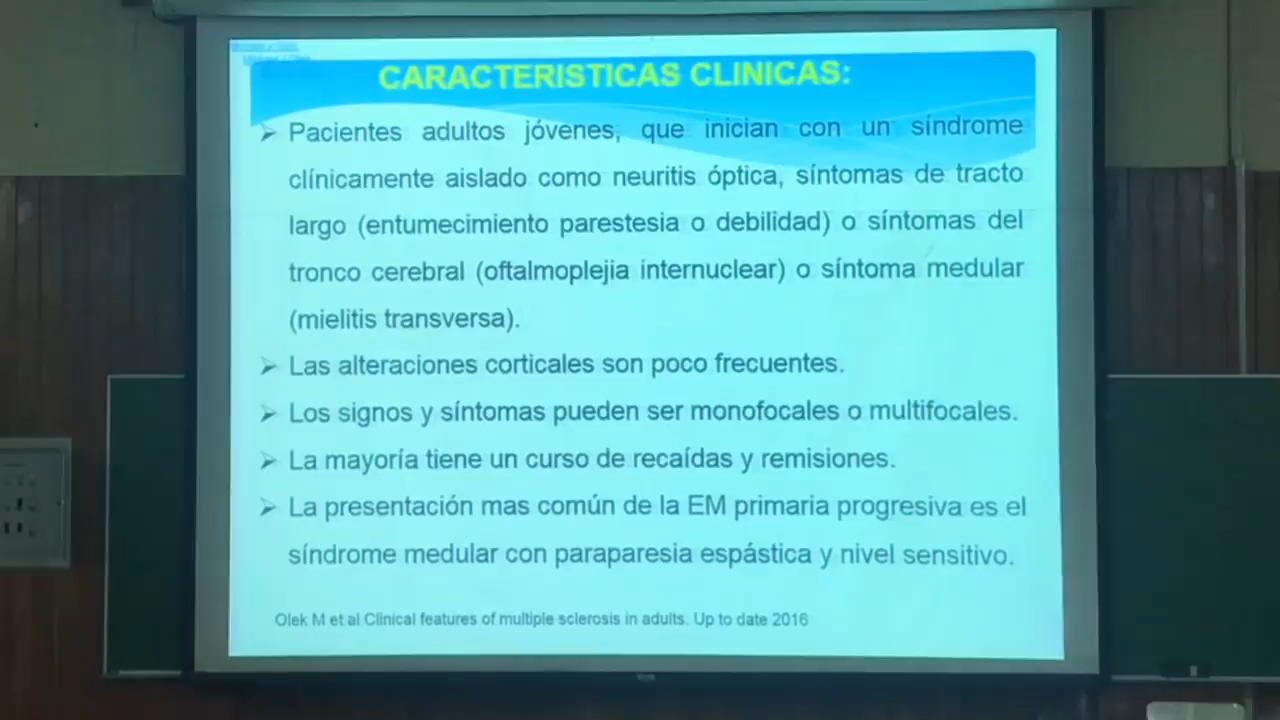 CARACTERISTICAS CLINICAS:
➢ Pacientes adultos jóvenes, que inician con un síndrome
clínicamente aislado como neuritis óptica, síntomas de tracto
largo (entumecimiento parestesia o debilidad) o síntomas del
tronco cerebral (oftalmoplejia internuclear) o síntoma medular
(mielitis transversa).
➢ Las alteraciones corticales son poco frecuentes.
➢ Los signos y síntomas pueden ser monofocales o multifocales.
➢ La mayoría tiene un curso de recaídas y remisiones.
➢ La presentación mas común de la EM primaria progresiva es el
síndrome medular con paraparesia espástica y nivel sensitivo.
Olek M et al Clinical features of multiple sclerosis in adults. Up to date 2016